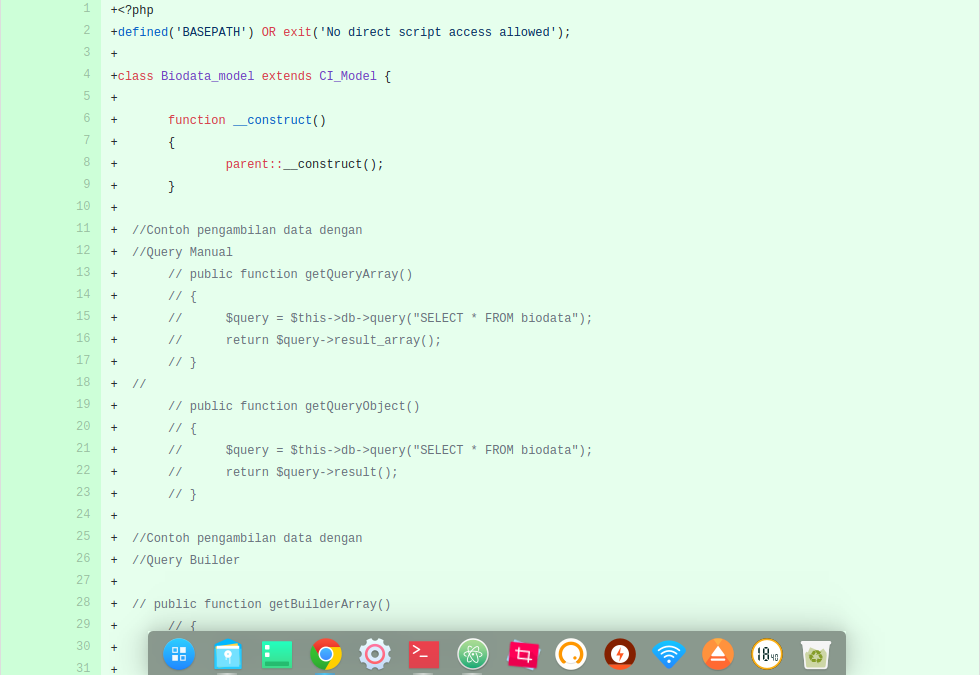 1 +<?php
2 +defined('BASEPATH') OR exit('No direct script access allowed');
3 +
4 +class Biodata_model extends CI_Model {
5 +
6 + function __construct()
7 + {
8 + parent::__construct();
9 + }
10 +
11 + //Contoh pengambilan data dengan
12 + //Query Manual
13 + // public function getQueryArray()
14 + // {
15 + // $query = $this->db->query("SELECT * FROM biodata");
16 + // return $query->result_array();
17 + // }
18 + //
19 + // public function getQueryObject()
20 + // {
21 + // $query = $this->db->query("SELECT * FROM biodata");
22 + // return $query->result();
23 + // }
24 +
25 + //Contoh pengambilan data dengan
26 + //Query Builder
27 +
28 + // public function getBuilderArray()
29 + // {
30 +
31 +
18 40